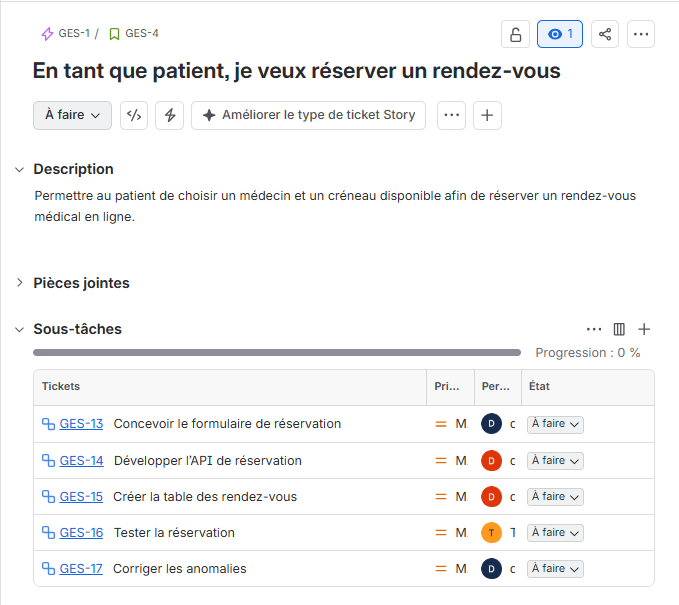 GES-1 / GES-4
1
En tant que patient, je veux réserver un rendez-vous
À faire
</> Améliorer le type de ticket Story
Description
Permettre au patient de choisir un médecin et un créneau disponible afin de réserver un rendez-vous
médical en ligne.
Pièces jointes
Sous-tâches
Progression : 0 %
Tickets Pri... Per... État
GES-13 Concevoir le formulaire de réservation M D À faire
GES-14 Développer l'API de réservation M D À faire
GES-15 Créer la table des rendez-vous M D À faire
GES-16 Tester la réservation M T À faire
GES-17 Corriger les anomalies M D À faire